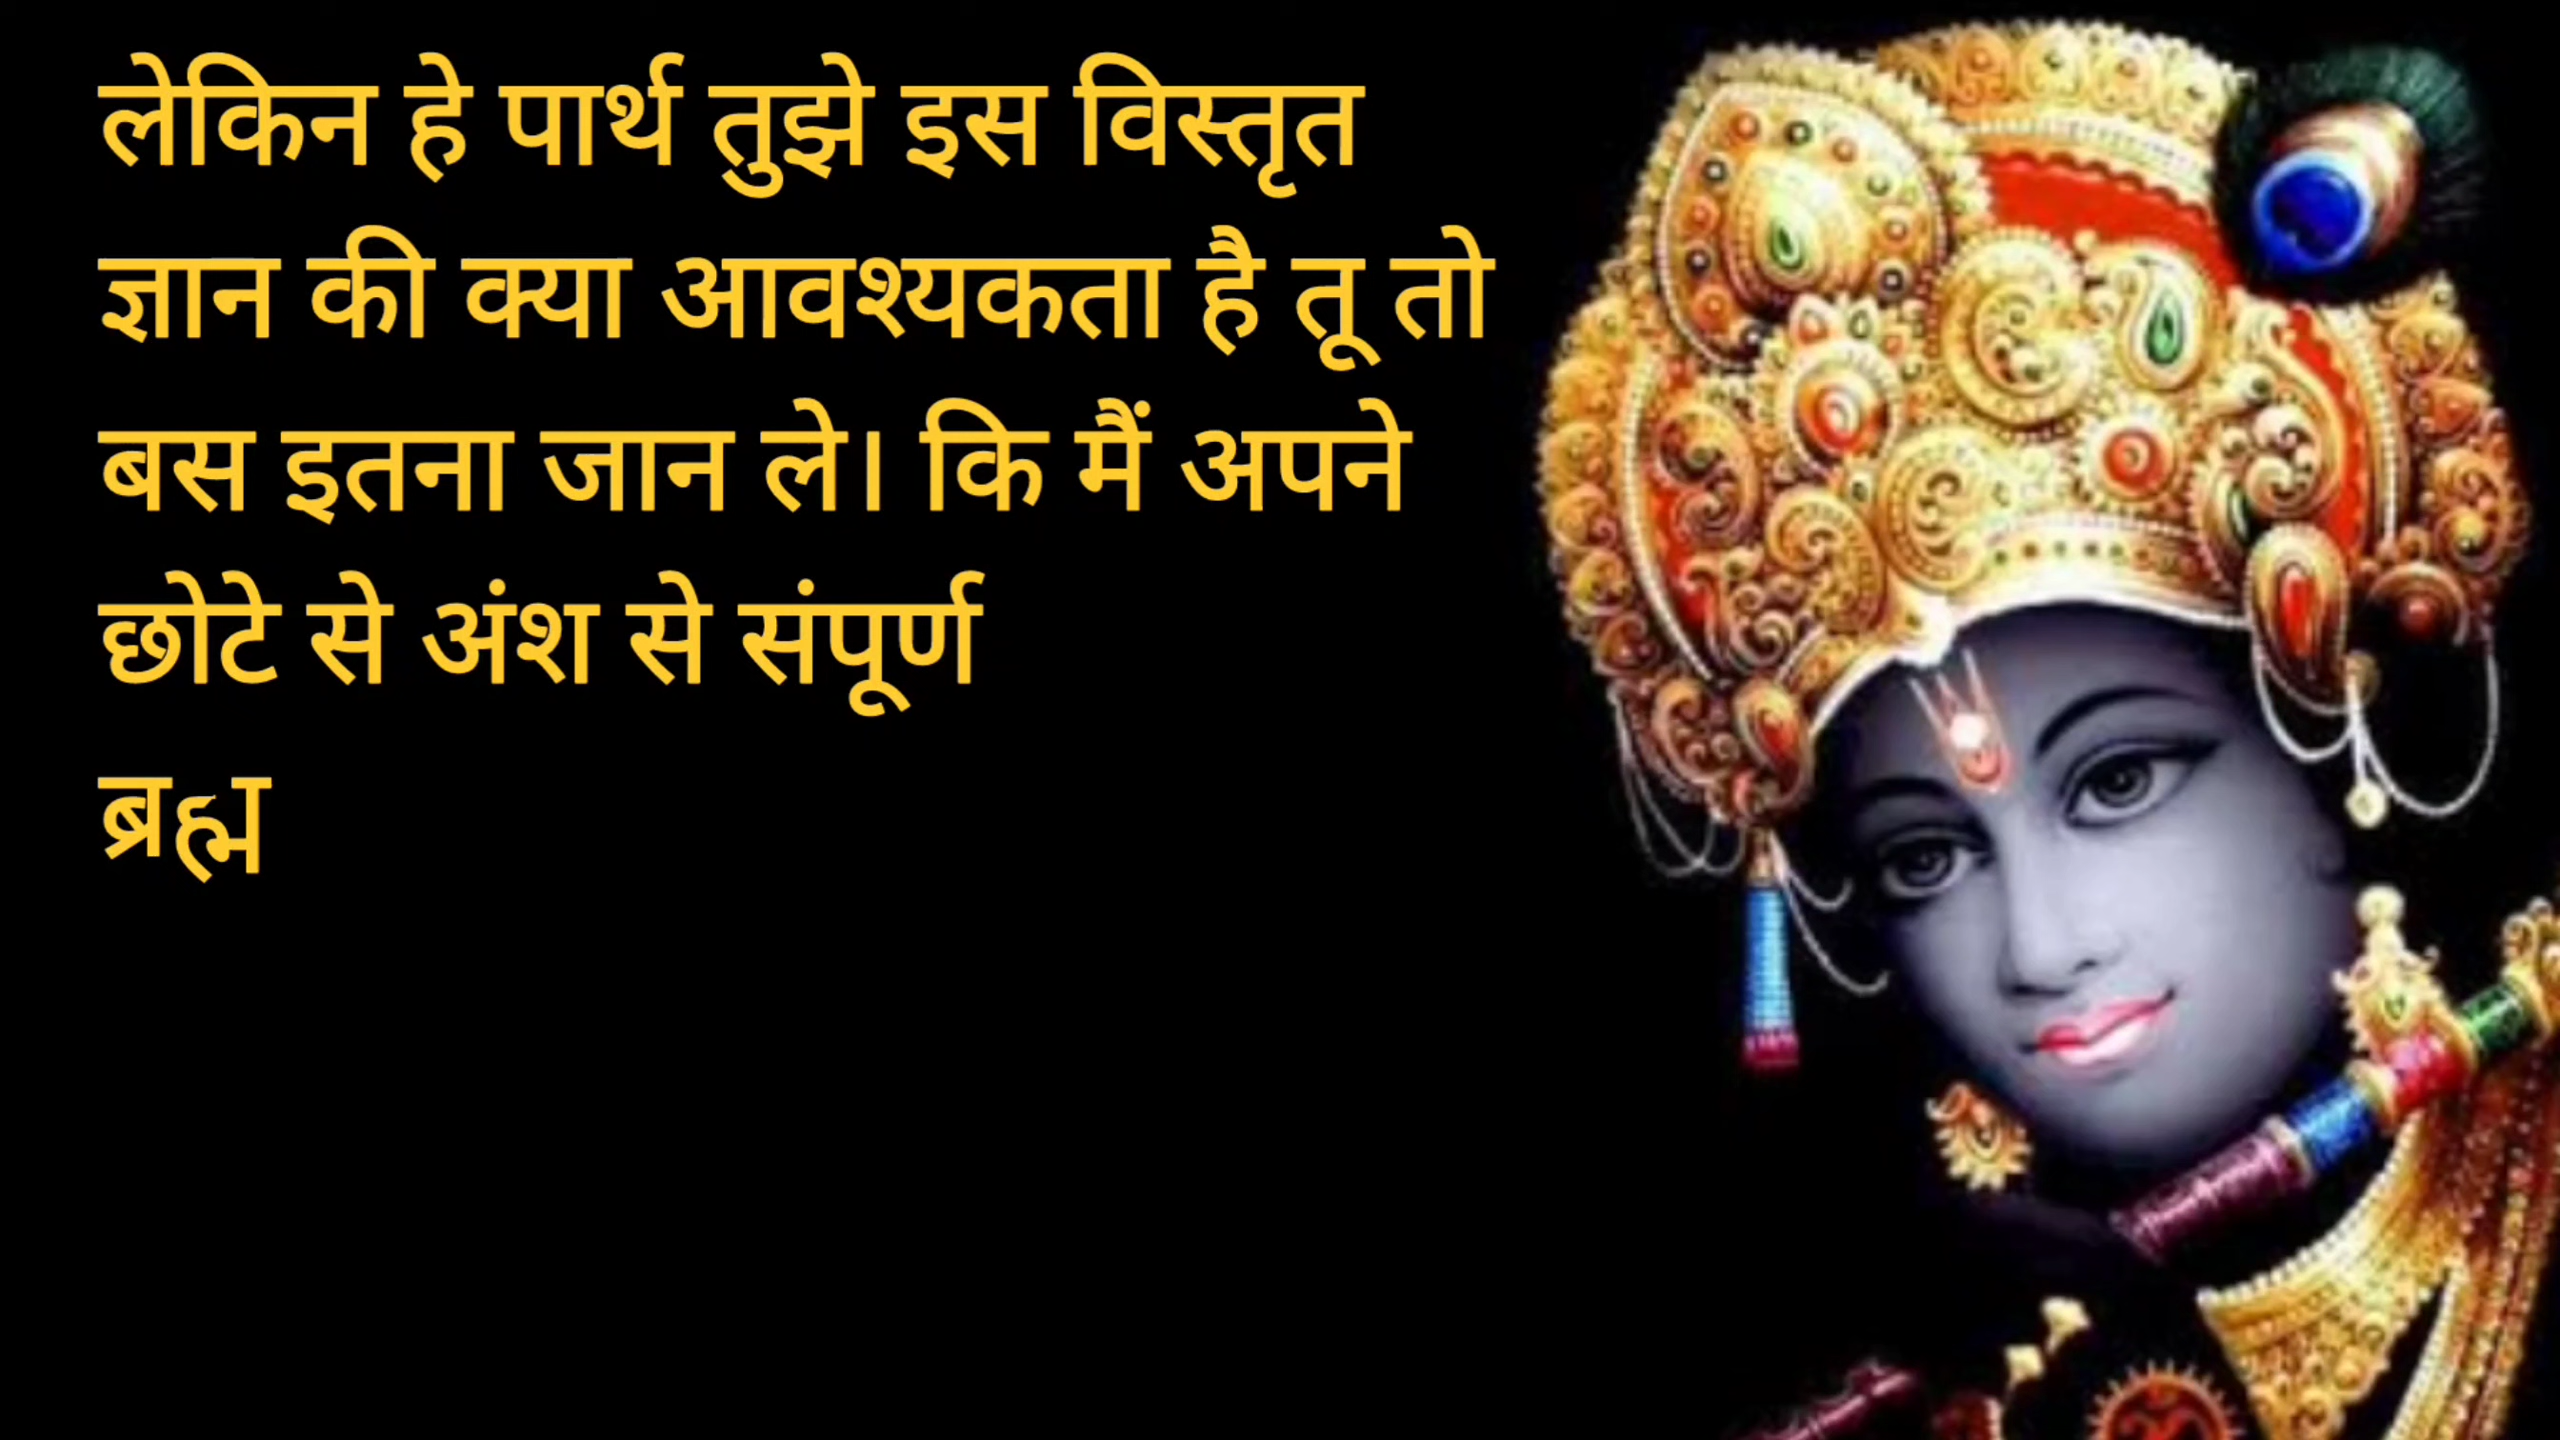 लेकिन हे पार्थ तुझे इस विस्तृत
ज्ञान की क्या आवश्यकता है तू तो
बस इतना जान ले। कि मैं अपने
छोटे से अंश से संपूर्ण
ब्रह्म